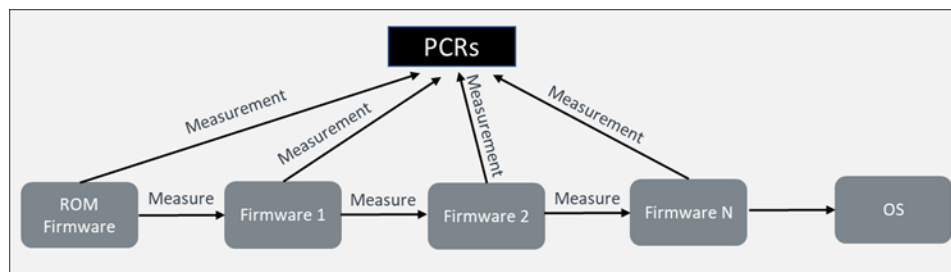 PCRs
Measurement
Measurement
Measurement
Measurement
ROM
Firmware
Measure
Firmware 1
Measure
Firmware 2
Measure
Firmware N
OS